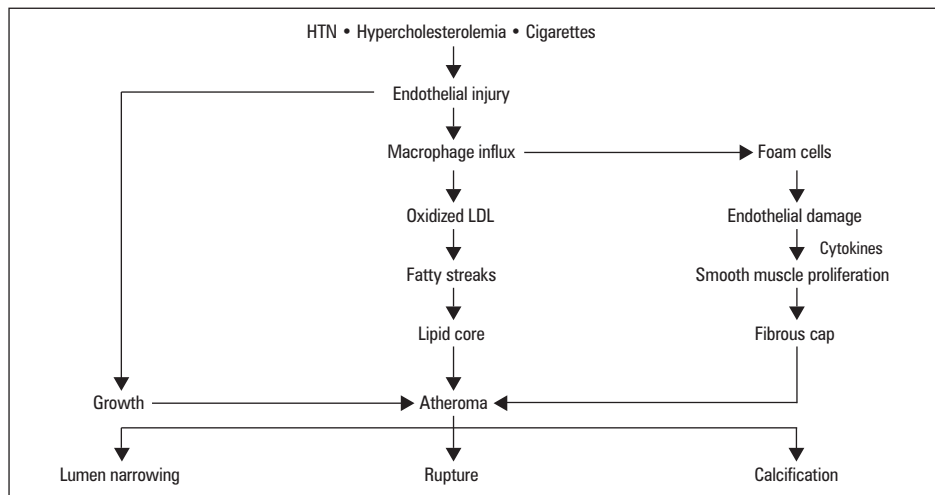 HTN • Hypercholesterolemia • Cigarettes
Endothelial injury
Macrophage influx
Foam cells
Oxidized LDL
Endothelial damage
Cytokines
Fatty streaks
Smooth muscle proliferation
Lipid core
Fibrous cap
Growth
Atheroma
Lumen narrowing
Rupture
Calcification